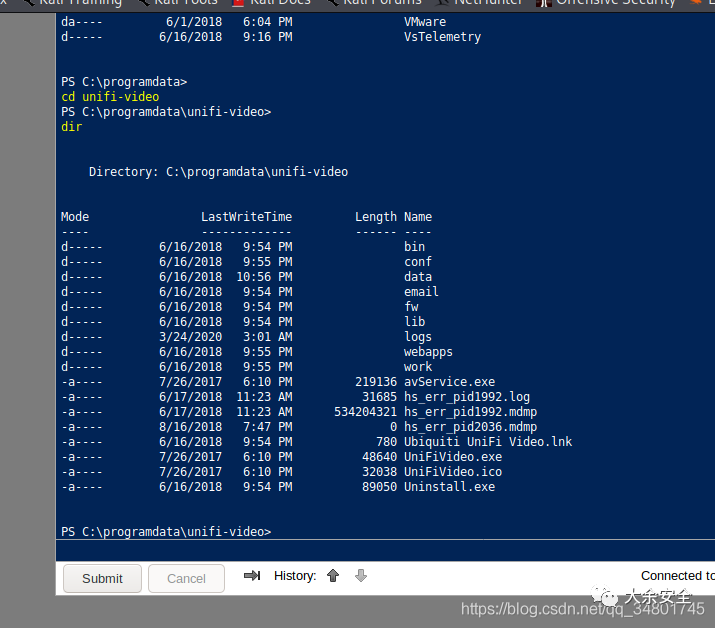 Kali Training Kali Tools Kali Docs Kali Forums NetHunter Offensive Security
da---- 6/1/2018 6:04 PM VMware
d----- 6/16/2018 9:16 PM VsTelemetry
PS C:\programdata>
cd unifi-video
PS C:\programdata\unifi-video>
dir
Directory: C:\programdata\unifi-video
Mode LastWriteTime Length Name
---- ------------- ------ ----
d----- 6/16/2018 9:54 PM bin
d----- 6/16/2018 9:55 PM conf
d----- 6/16/2018 10:56 PM data
d----- 6/16/2018 9:54 PM email
d----- 6/16/2018 9:54 PM fw
d----- 6/16/2018 9:54 PM lib
d----- 3/24/2020 3:01 AM logs
d----- 6/16/2018 9:55 PM webapps
d----- 6/16/2018 9:55 PM work
-a---- 7/26/2017 6:10 PM 219136 avService.exe
-a---- 6/17/2018 11:23 AM 31685 hs_err_pid1992.log
-a---- 6/17/2018 11:23 AM 534204321 hs_err_pid1992.mdmp
-a---- 8/16/2018 7:47 PM 0 hs_err_pid2036.mdmp
-a---- 6/16/2018 9:54 PM 780 Ubiquiti UniFi Video.lnk
-a---- 7/26/2017 6:10 PM 48640 UniFiVideo.exe
-a---- 7/26/2017 6:10 PM 32038 UniFiVideo.ico
-a---- 6/16/2018 9:54 PM 89050 Uninstall.exe
PS C:\programdata\unifi-video>
Submit Cancel History: Connected to
大余安全
https://blog.csdn.net/qq_34801745